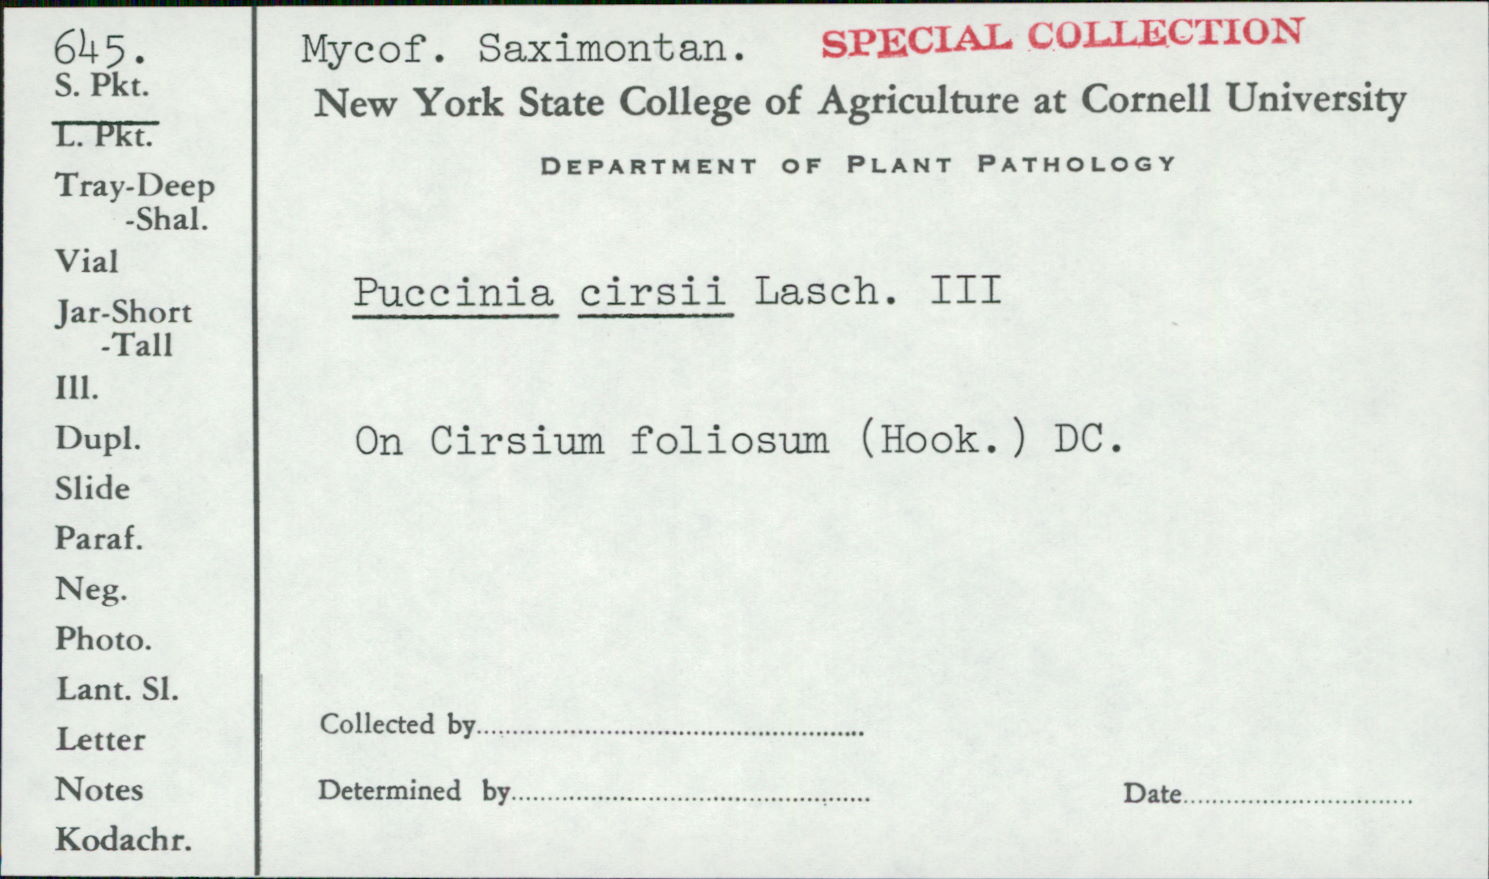 645.
S. Pkt.
L. Pkt.
Tray-Deep
-Shal.
Vial
Jar-Short
-Tall
Ill.
Dupl.
Slide
Paraf.
Neg.
Photo.
Lant. Sl.
Letter
Notes
Kodachr.
Mycof. Saximontan. SPECIAL COLLECTION
New York State College of Agriculture at Cornell University
DEPARTMENT OF PLANT PATHOLOGY
Puccinia cirsii Lasch. III
On Cirsium foliosum (Hook.) DC.
Collected by
Determined by
Date